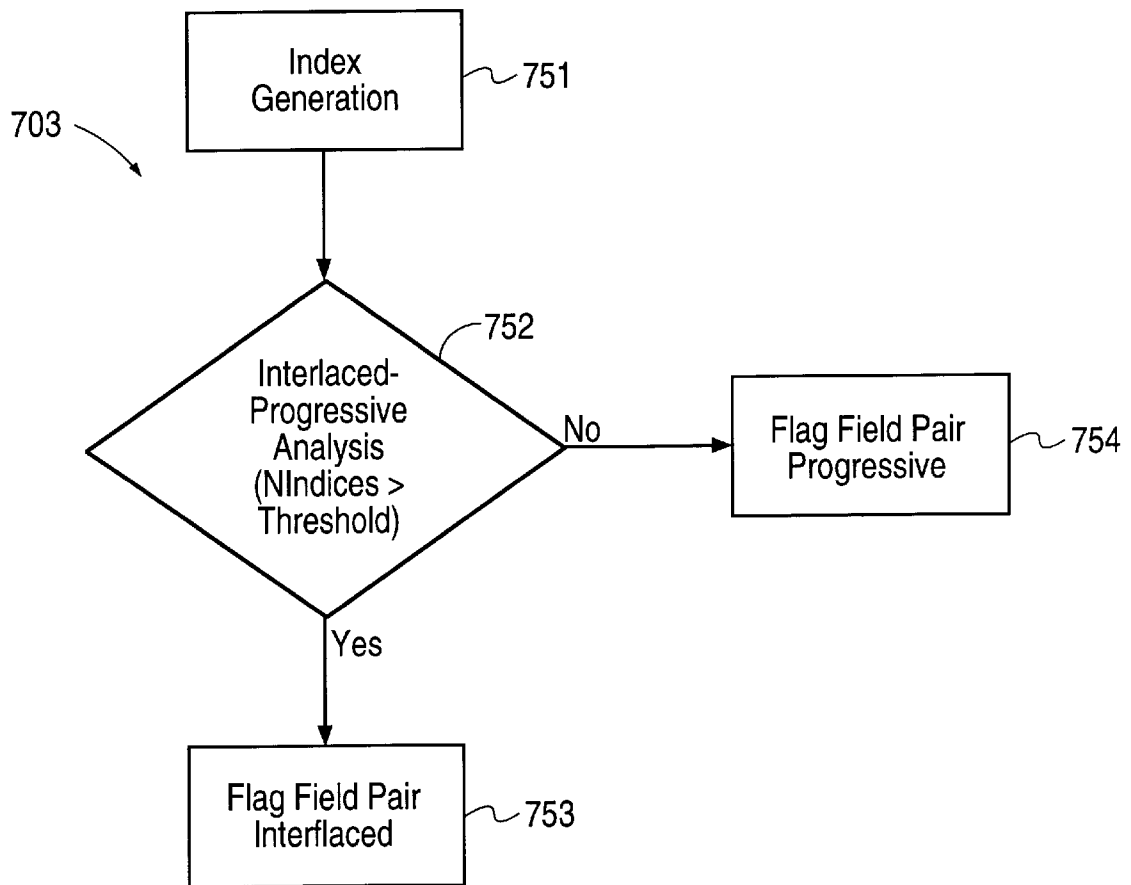 Index
Generation
751
703
752
Interlaced-
Progressive
Analysis
(NIndices >
Threshold)
No
Flag Field Pair
Progressive
754
Yes
Flag Field Pair
Interflaced
753